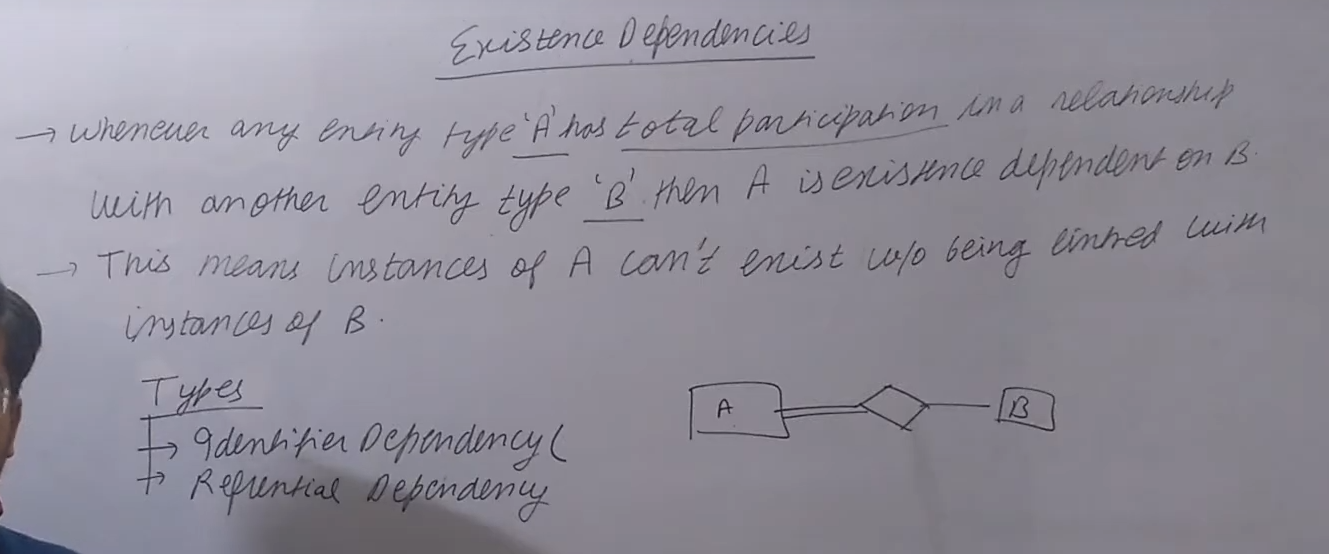 Existence Dependencies
→ Whenever any entity type 'A' has total participation in a relationship
with another entity type 'B' then A is existence dependent on B.
→ This means instances of A can't exist w/o being linked with
instances of B.
Types
→ Identifier Dependency (
→ Refrential Dependency
A B